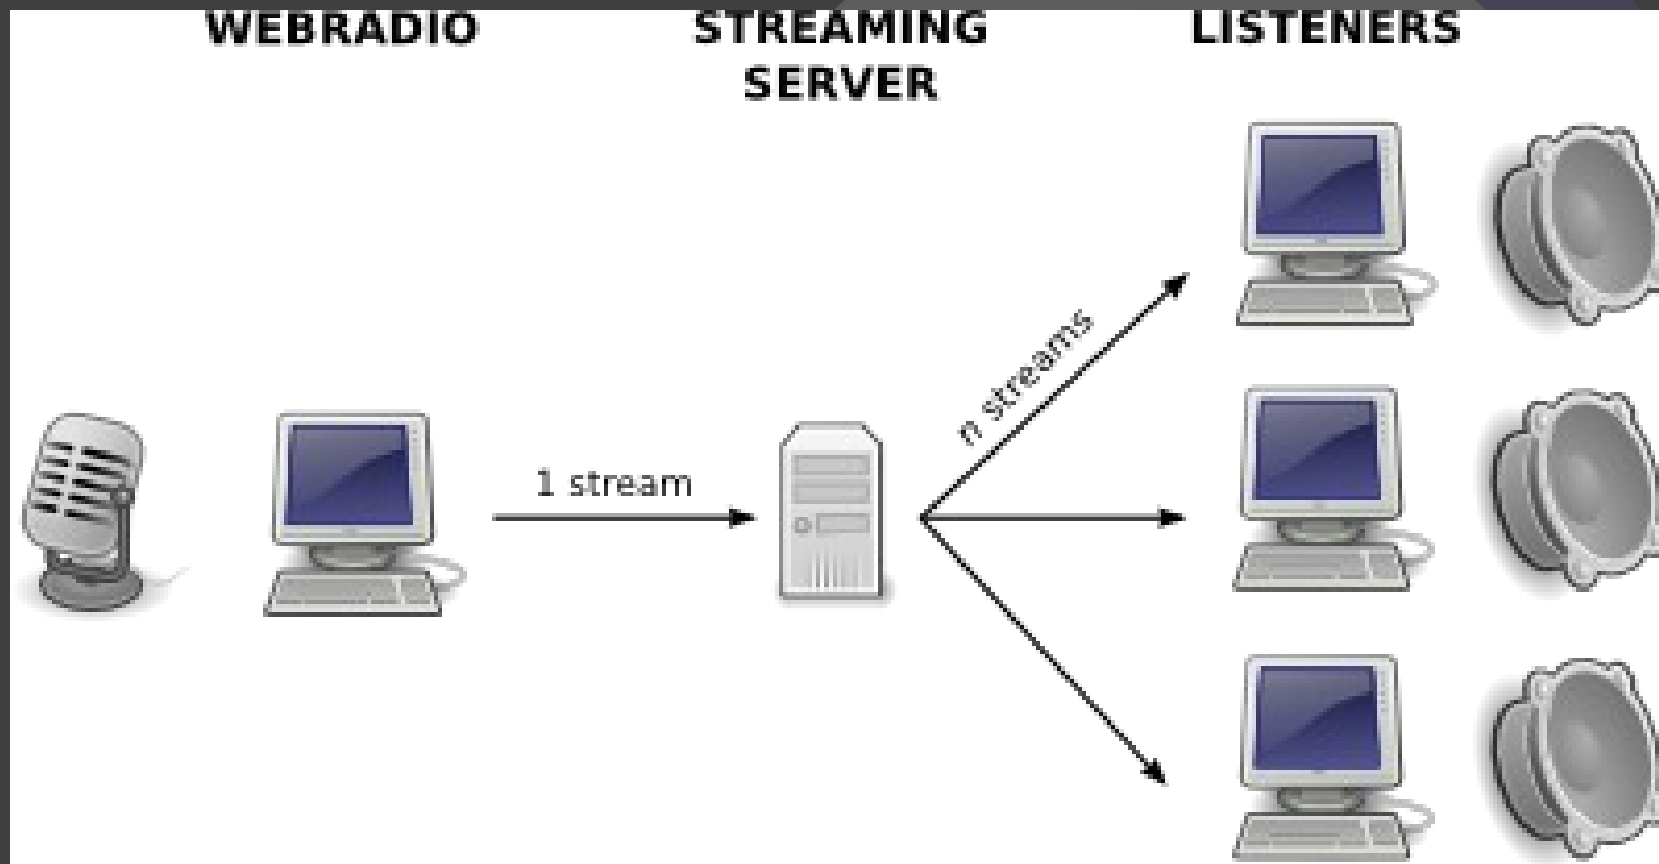 WEBRADIO
STREAMING
SERVER
LISTENERS
1 stream
n streams